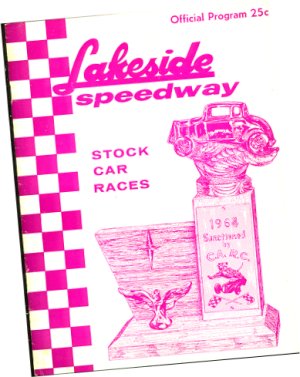 Official Program 25c
Lakeside
speedway
STOCK
CAR
RACES
1964
Sanctioned
by
C.A.R.C.